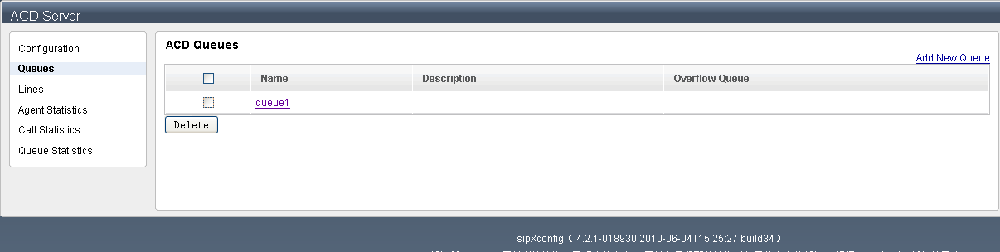 ACD Server
Configuration
Queues
Lines
Agent Statistics
Call Statistics
Queue Statistics
ACD Queues
Add New Queue
Name Description Overflow Queue
queue1
Delete
sipXconfig ( 4.2.1-018930 2010-06-04T15:25:27 build34 )